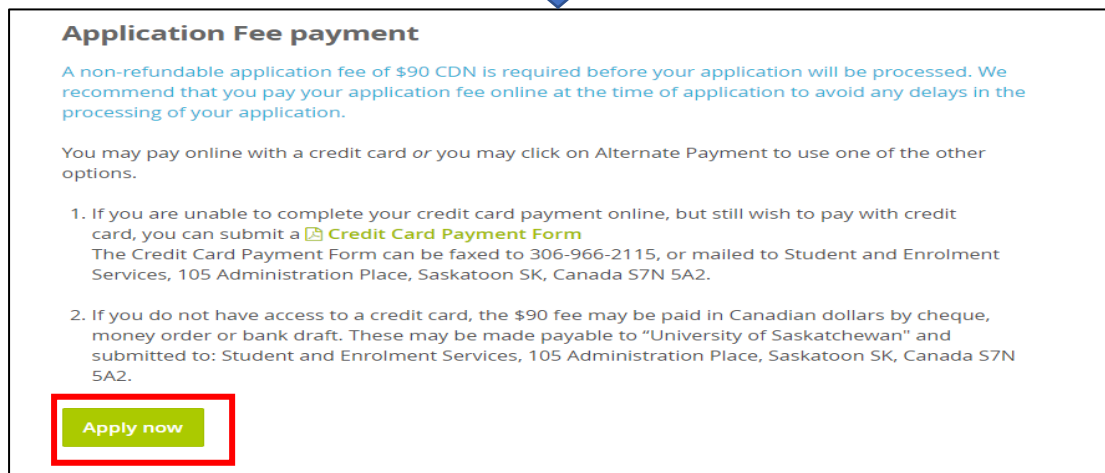 Application Fee payment
A non-refundable application fee of $90 CDN is required before your application will be processed. We
recommend that you pay your application fee online at the time of application to avoid any delays in the
processing of your application.
You may pay online with a credit card or you may click on Alternate Payment to use one of the other
options.
1. If you are unable to complete your credit card payment online, but still wish to pay with credit
card, you can submit a Credit Card Payment Form
The Credit Card Payment Form can be faxed to 306-966-2115, or mailed to Student and Enrolment
Services, 105 Administration Place, Saskatoon SK, Canada S7N 5A2.
2. If you do not have access to a credit card, the $90 fee may be paid in Canadian dollars by cheque,
money order or bank draft. These may be made payable to “University of Saskatchewan" and
submitted to: Student and Enrolment Services, 105 Administration Place, Saskatoon SK, Canada S7N
5A2.
Apply now